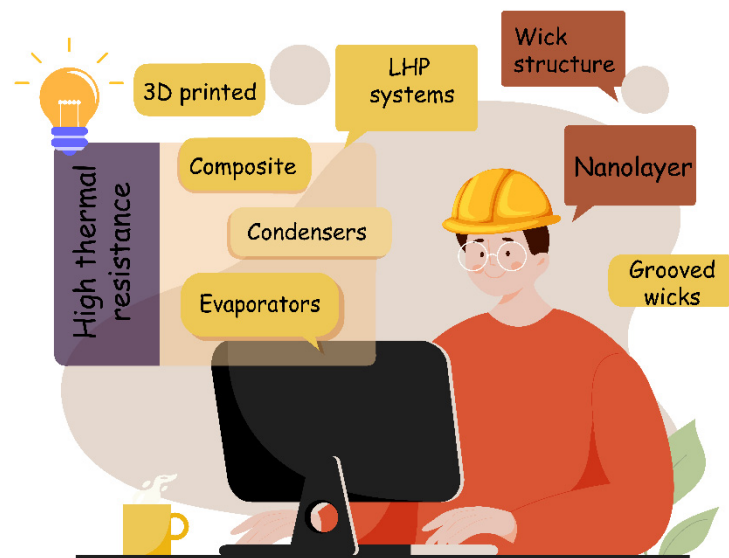 3D printed
LHP
systems
Wick
structure
Composite
Nanolayer
High thermal
resistance
Condensers
Evaporators
Grooved
wicks